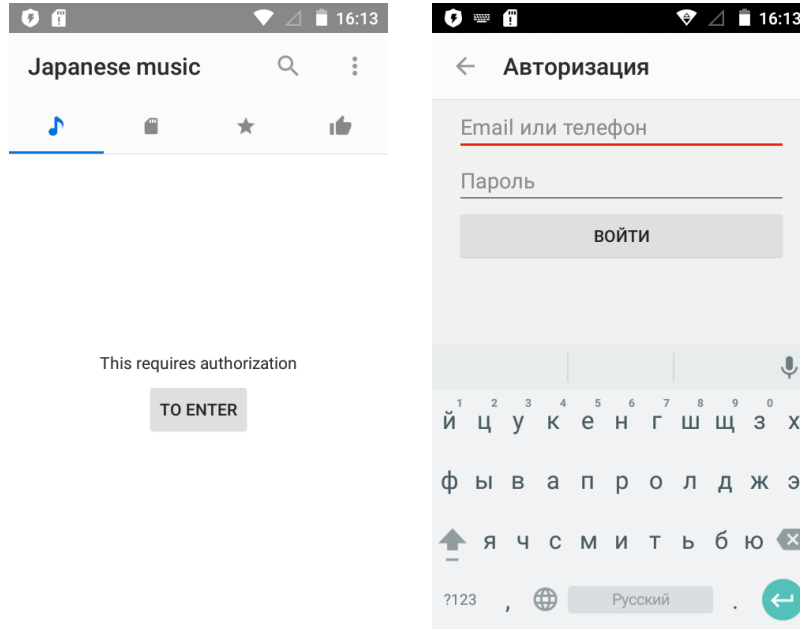 16:13
Japanese music
This requires authorization
TO ENTER
16:13
Авторизация
Email или телефон
Пароль
ВОЙТИ
1 2 3 4 5 6 7 8 9 0
й ц у к е н г ш щ з х
ф ы в а п р о л д ж э
я ч с м и т ь б ю
?123 , Русский .